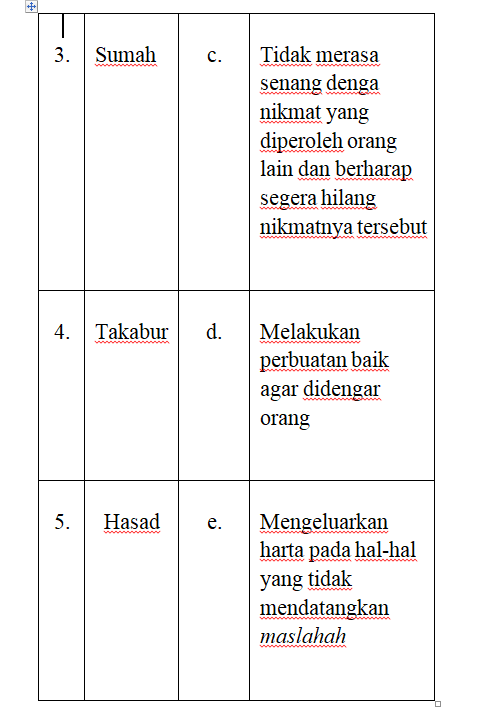 3. Sumah c. Tidak merasa
senang denga
nikmat yang
diperoleh orang
lain dan berharap
segera hilang
nikmatnya tersebut
4. Takabur d. Melakukan
perbuatan baik
agar didengar
orang
5. Hasad e. Mengeluarkan
harta pada hal-hal
yang tidak
mendatangkan
maslahah